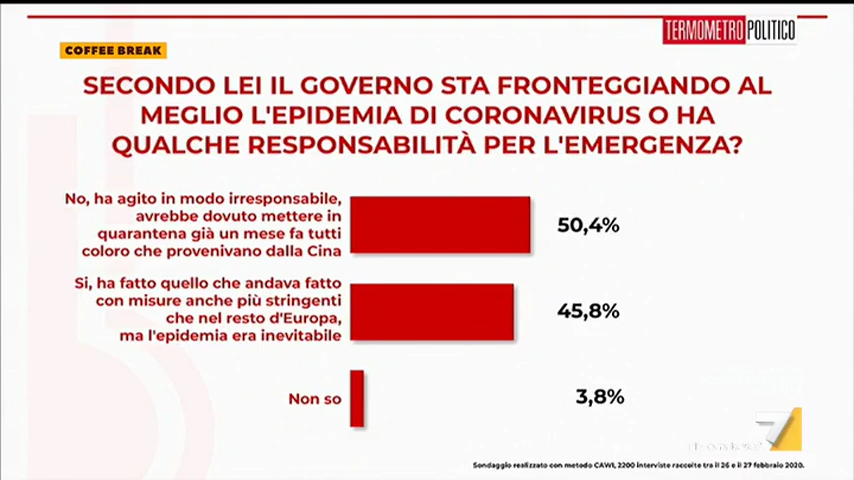 TERMOMETRO POLITICO
COFFEE BREAK
SECONDO LEI IL GOVERNO STA FRONTEGGIANDO AL
MEGLIO L'EPIDEMIA DI CORONAVIRUS O HA
QUALCHE RESPONSABILITÀ PER L'EMERGENZA?
No, ha agito in modo irresponsabile,
avrebbe dovuto mettere in
quarantena già un mese fa tutti
coloro che provenivano dalla Cina
50,4%
Si, ha fatto quello che andava fatto
con misure anche più stringenti
che nel resto d'Europa,
ma l'epidemia era inevitabile
45,8%
Non so
3,8%
7
Sondaggio realizzato con metodo CAWI, 2200 interviste raccolte tra il 26 e il 27 febbraio 2020.